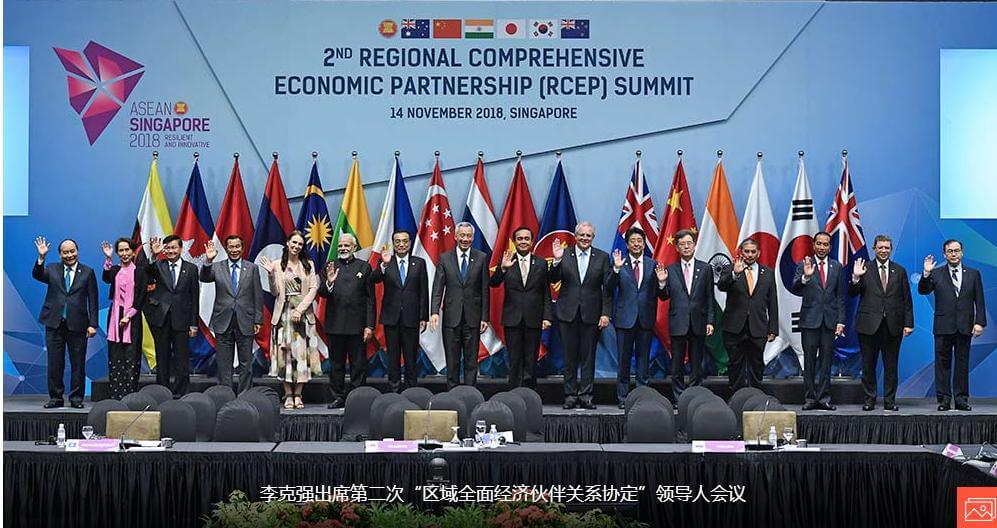 2ND REGIONAL COMPREHENSIVE
ECONOMIC PARTNERSHIP (RCEP) SUMMIT
14 NOVEMBER 2018, SINGAPORE
ASEAN
SINGAPORE
2018 RESILIENT
AND INNOVATIVE
李克强出席第二次“区域全面经济伙伴关系协定”领导人会议